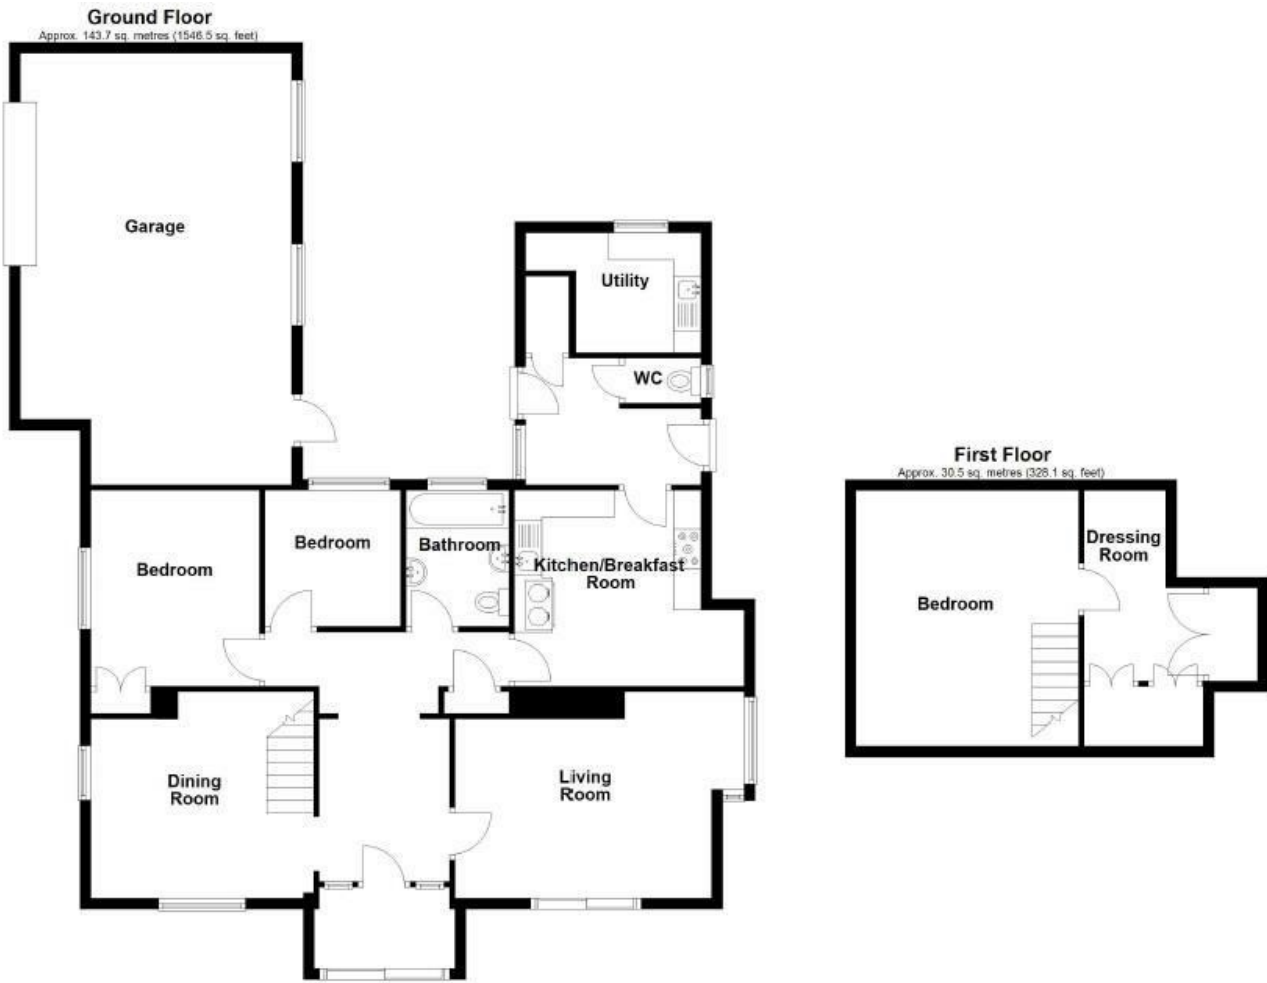 Ground Floor
Approx. 143.7 sq. metres (1546.5 sq. feet)
Garage
Utility
WC
Bedroom
Bedroom
Bathroom
Kitchen/Breakfast
Room
Dining
Room
Living
Room
First Floor
Approx. 30.5 sq. metres (328.1 sq. feet)
Dressing
Room
Bedroom